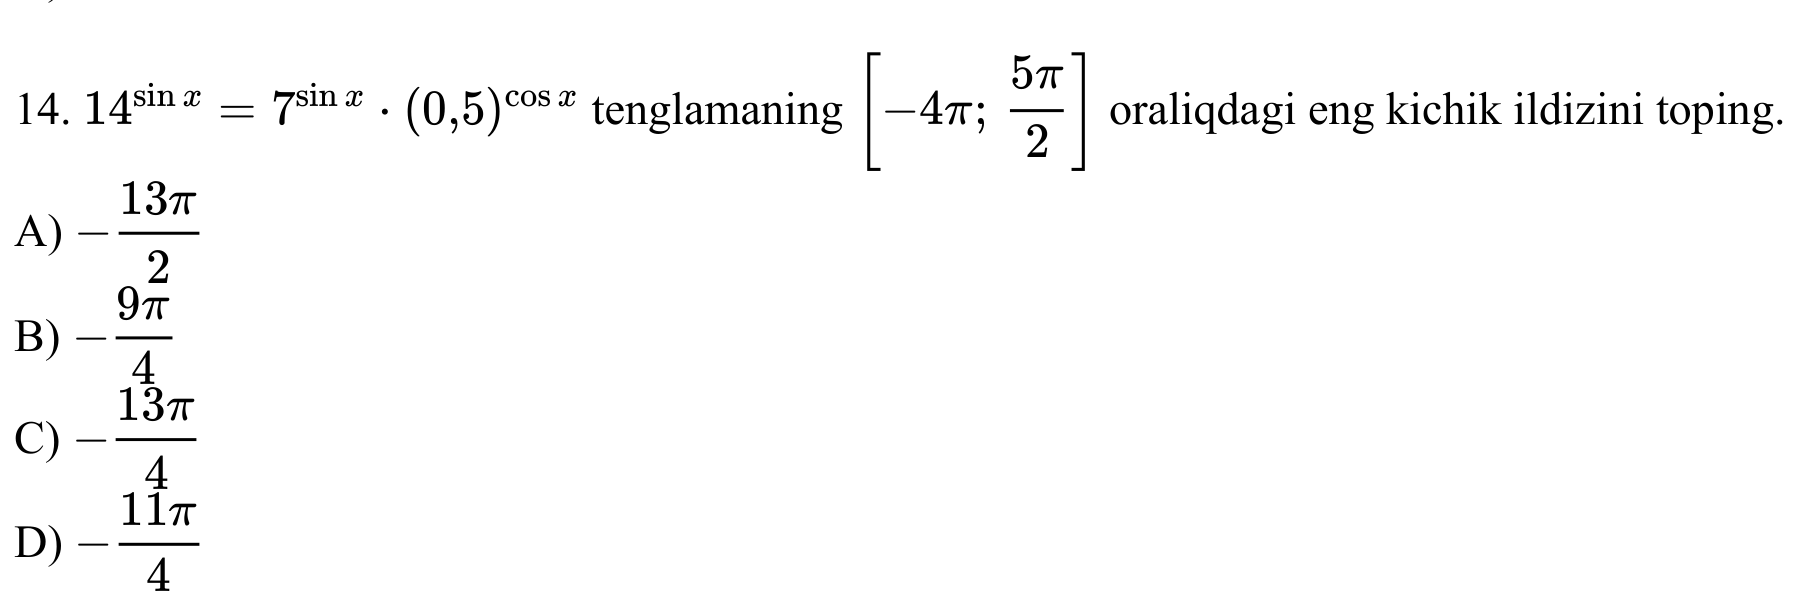 14. 14^{sin x} = 7^{sin x} · (0,5)^{cos x} tenglamaning [−4π; 5π/2] oraliqdagi eng kichik ildizini toping.
A) −13π/2
B) −9π/4
C) −13π/4
D) −11π/4